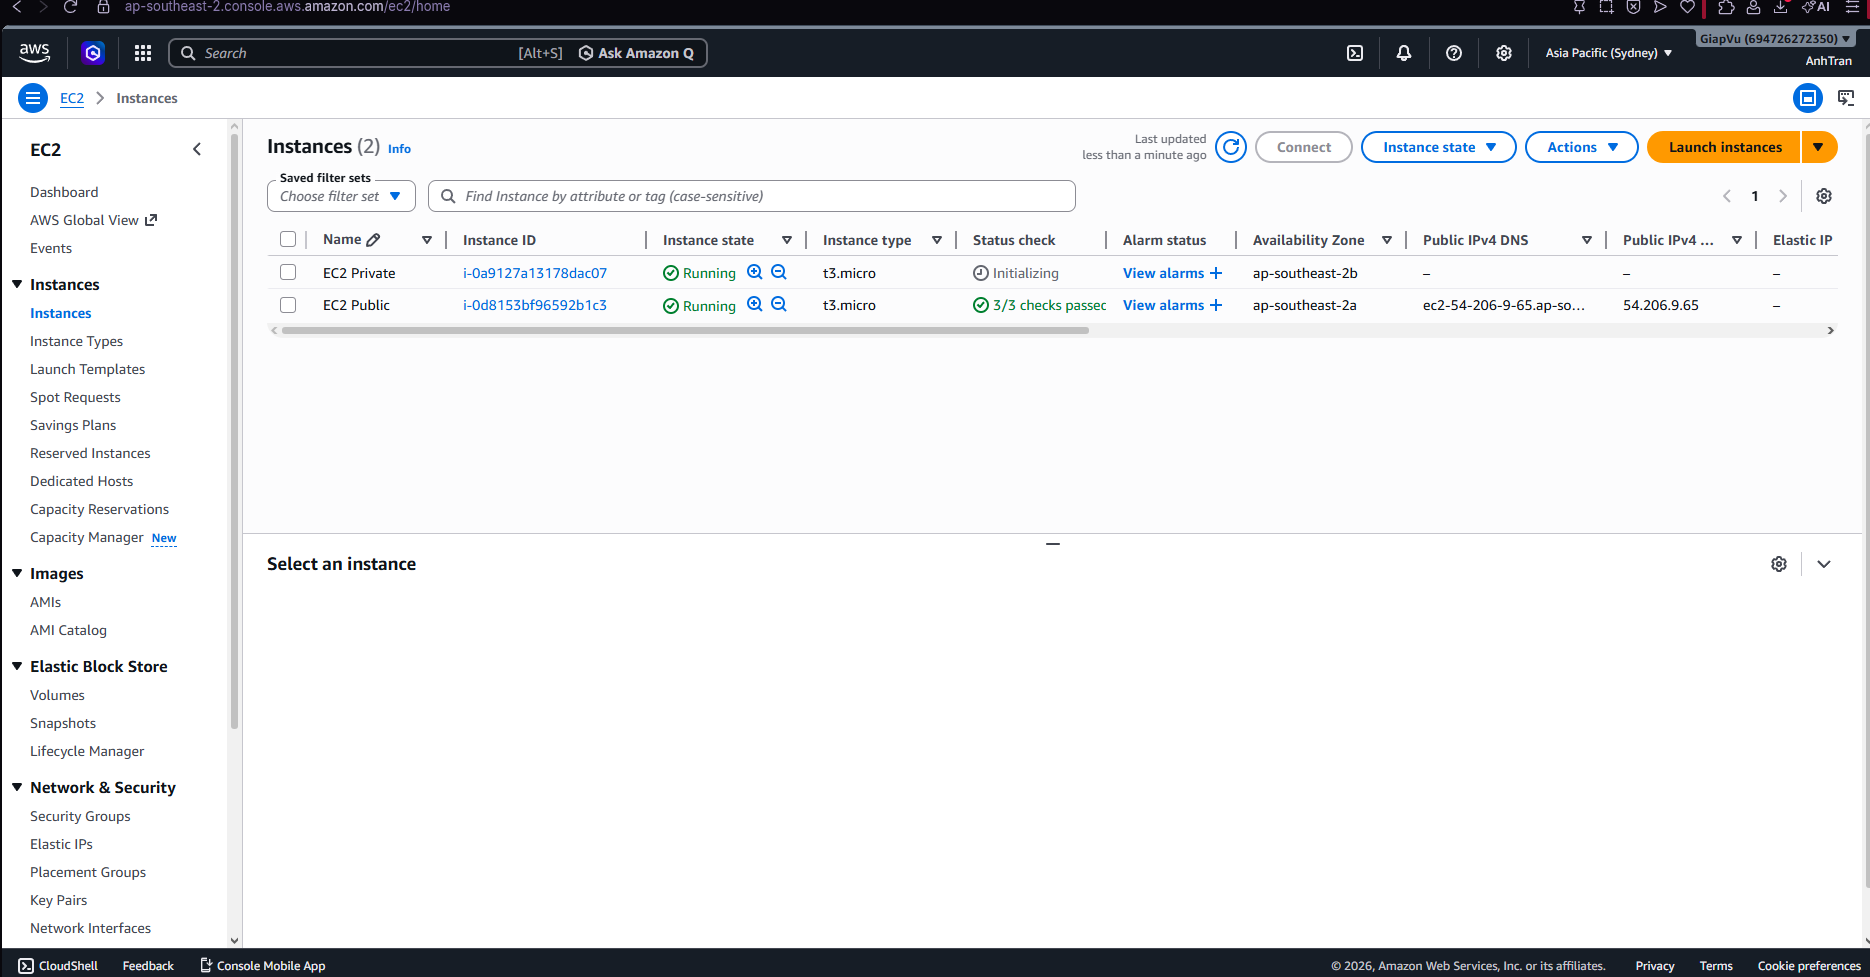 ap-southeast-2.console.aws.amazon.com/ec2/home
AI
aws
Search [Alt+S] Ask Amazon Q
Asia Pacific (Sydney)
GiapVu (694726272350)
AnhTran
EC2 Instances
EC2
Dashboard
AWS Global View
Events
Instances
Instances
Instance Types
Launch Templates
Spot Requests
Savings Plans
Reserved Instances
Dedicated Hosts
Capacity Reservations
Capacity Manager New
Images
AMIs
AMI Catalog
Elastic Block Store
Volumes
Snapshots
Lifecycle Manager
Network & Security
Security Groups
Elastic IPs
Placement Groups
Key Pairs
Network Interfaces
Instances (2) Info
Last updated
less than a minute ago
Connect
Instance state
Actions
Launch instances
Saved filter sets
Choose filter set
Find Instance by attribute or tag (case-sensitive)
1
Name Instance ID Instance state Instance type Status check Alarm status Availability Zone Public IPv4 DNS Public IPv4 ... Elastic IP
EC2 Private i-0a9127a13178dac07 Running t3.micro Initializing View alarms + ap-southeast-2b – – –
EC2 Public i-0d8153bf96592b1c3 Running t3.micro 3/3 checks passed View alarms + ap-southeast-2a ec2-54-206-9-65.ap-so... 54.206.9.65 –
Select an instance
CloudShell Feedback Console Mobile App
© 2026, Amazon Web Services, Inc. or its affiliates. Privacy Terms Cookie preferences